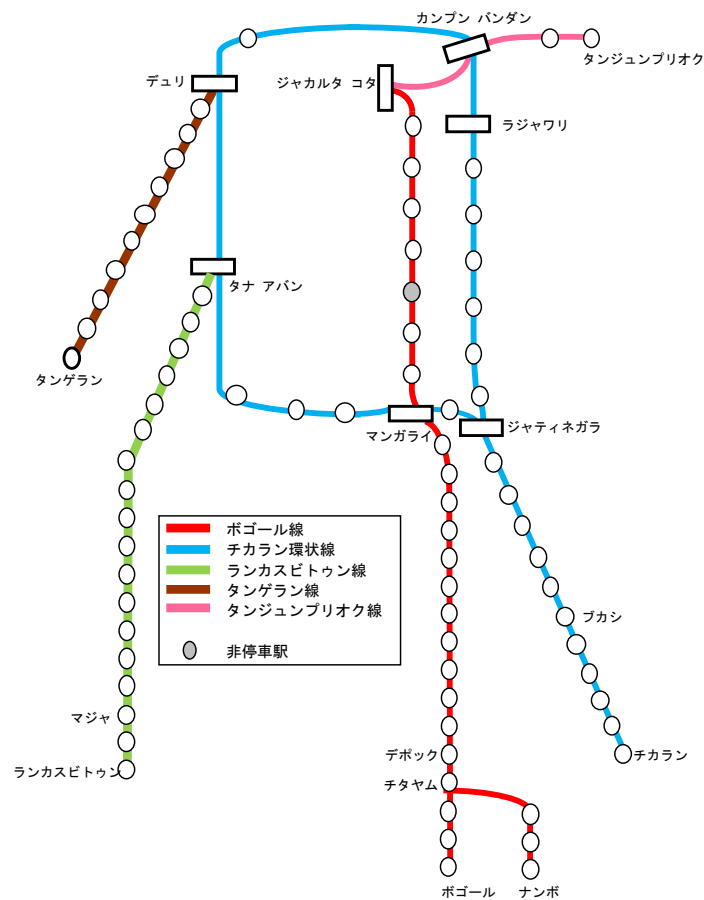 カンプン バンダン
タンジュンプリオク
デュリ
ジャカルタ コタ
ラジャワリ
タナ アバン
タンゲラン
マンガライ
ジャティネガラ
ボゴール線
チカラン環状線
ランカスビトゥン線
タンゲラン線
タンジュンプリオク線
非停車駅
ブカシ
マジャ
ランカスビトゥン
デポック
チカラン
チタヤム
ボゴール
ナンボ